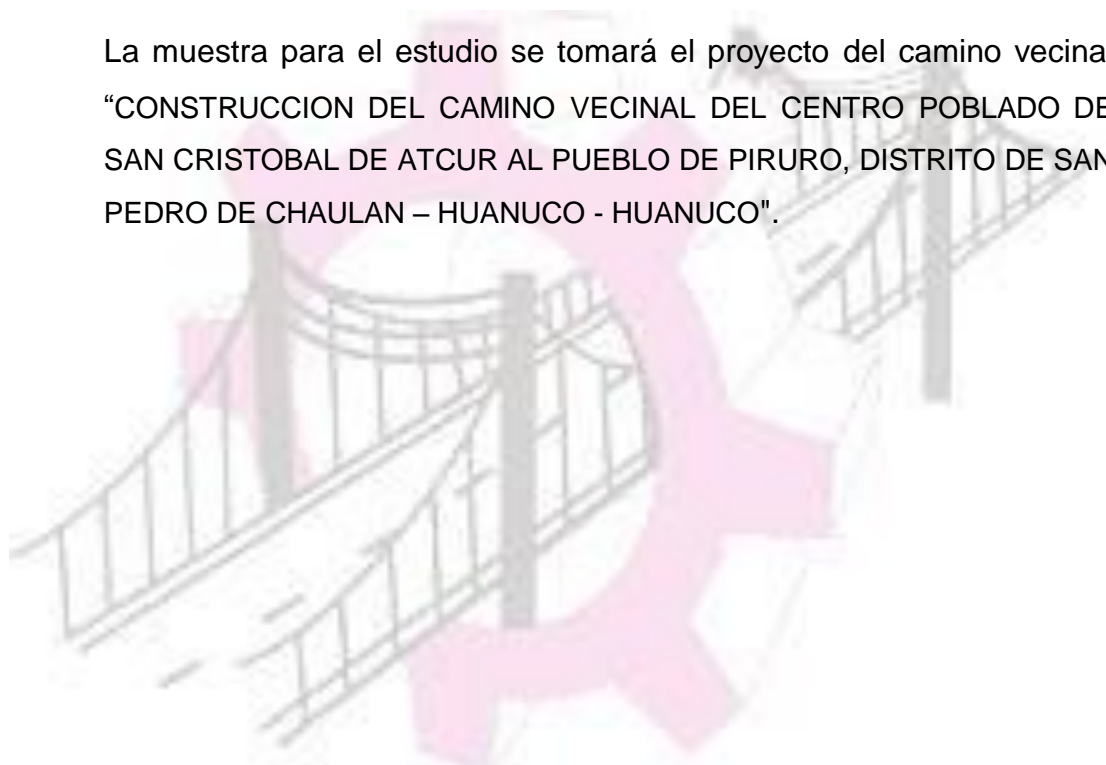 La muestra para el estudio se tomará el proyecto del camino vecina
“CONSTRUCCION DEL CAMINO VECINAL DEL CENTRO POBLADO DE
SAN CRISTOBAL DE ATCUR AL PUEBLO DE PIRURO, DISTRITO DE SAN
PEDRO DE CHAULAN – HUANUCO - HUANUCO".